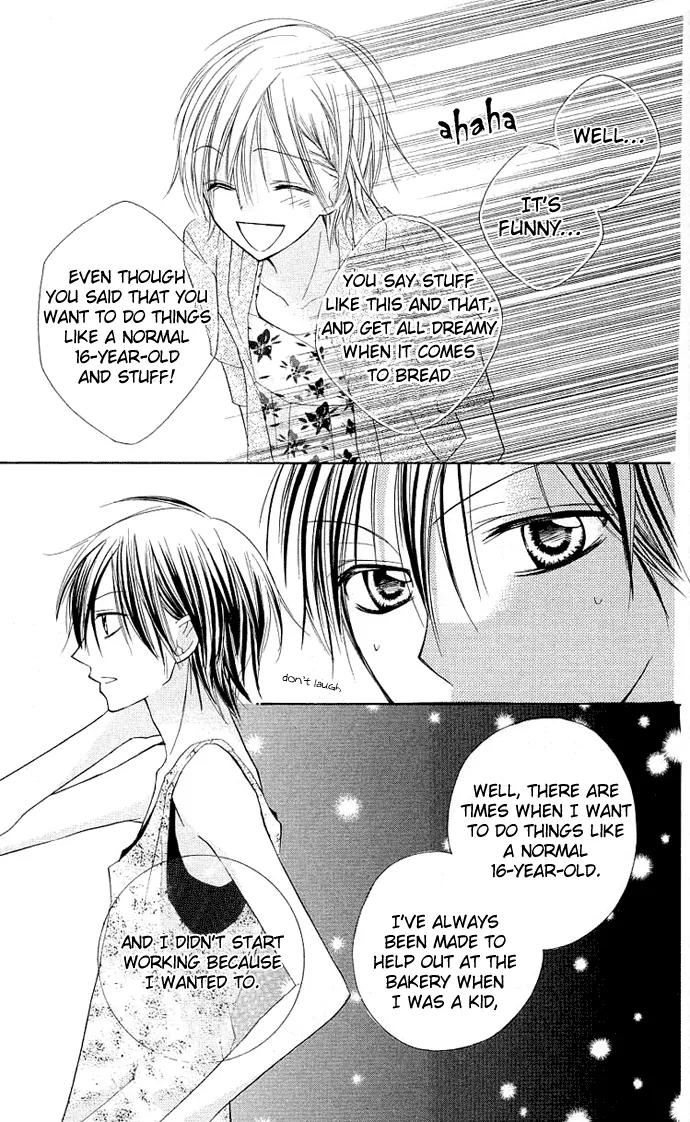 WELL...
IT'S
FUNNY...
ahaha
YOU SAY STUFF
LIKE THIS AND THAT,
AND GET ALL DREAMY
WHEN IT COMES
TO BREAD
EVEN THOUGH
YOU SAID THAT YOU
WANT TO DO THINGS
LIKE A NORMAL
16-YEAR-OLD
AND STUFF!
don't laugh
WELL, THERE ARE
TIMES WHEN I WANT
TO DO THINGS LIKE
A NORMAL
16-YEAR-OLD.
I'VE ALWAYS
BEEN MADE TO
HELP OUT AT THE
BAKERY WHEN
I WAS A KID,
AND I DIDN'T START
WORKING BECAUSE
I WANTED TO.